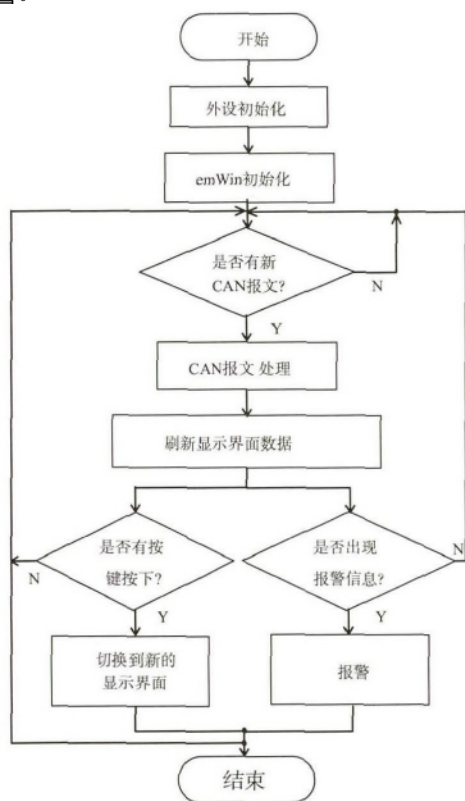 开始
外设初始化
emWin初始化
是否有新
CAN报文?
N
Y
CAN报文 处理
刷新显示界面数据
是否有按
键按下?
N
Y
是否出现
报警信息?
N
Y
切换到新的
显示界面
报警
结束